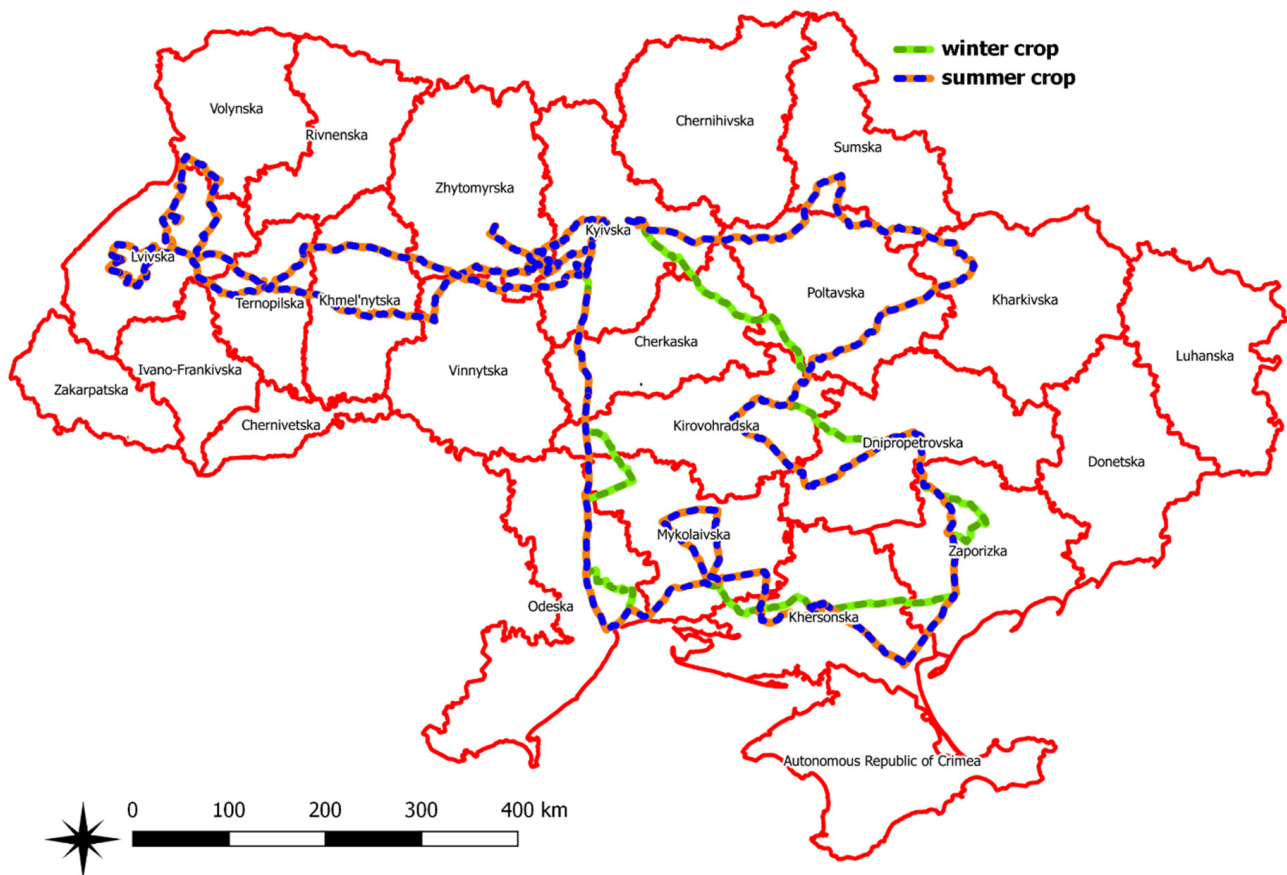 winter crop
summer crop
Volynska
Rivnenska
Chernihivska
Sumska
Zhytomyrska
Kyivska
Lvivska
Ternopilska
Khmel'nytska
Poltavska
Kharkivska
Cherkaska
Luhanska
Ivano-Frankivska
Vinnytska
Zakarpatska
Chernivetska
Kirovohradska
Dnipropetrovska
Donetska
Mykolaivska
Zaporizka
Odeska
Khersonska
Autonomous Republic of Crimea
0 100 200 300 400 km